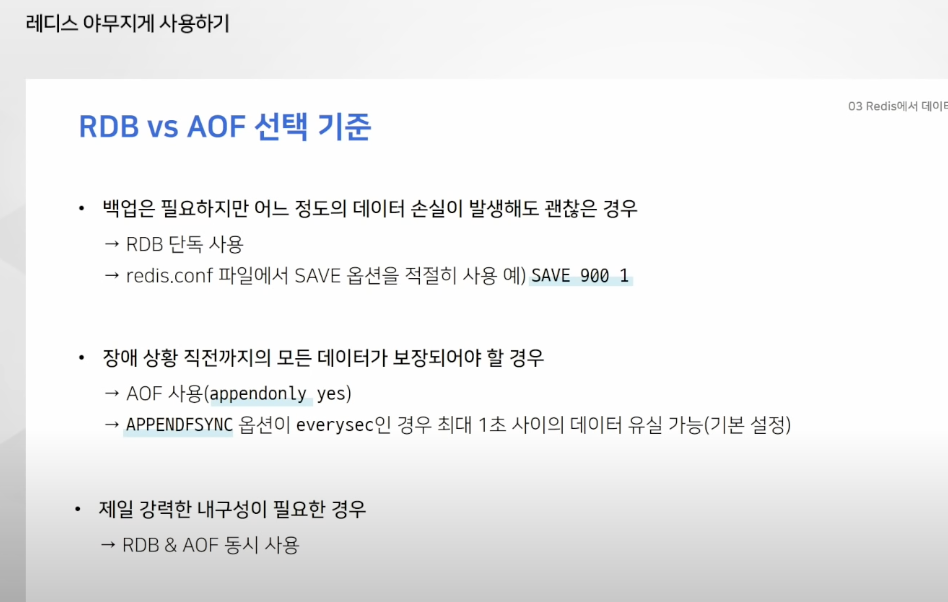 레디스 야무지게 사용하기
03 Redis에서 데이터
RDB vs AOF 선택 기준
• 백업은 필요하지만 어느 정도의 데이터 손실이 발생해도 괜찮은 경우
→ RDB 단독 사용
→ redis.conf 파일에서 SAVE 옵션을 적절히 사용 예) SAVE 900 1
• 장애 상황 직전까지의 모든 데이터가 보장되어야 할 경우
→ AOF 사용(appendonly yes)
→ APPENDFSYNC 옵션이 everysec인 경우 최대 1초 사이의 데이터 유실 가능(기본 설정)
• 제일 강력한 내구성이 필요한 경우
→ RDB & AOF 동시 사용